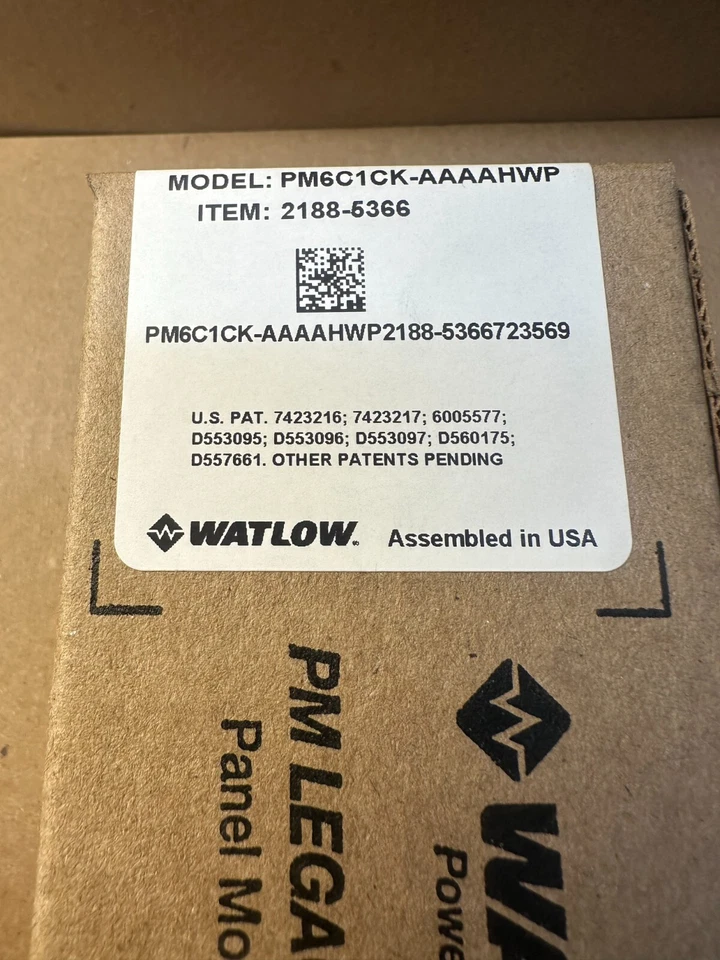 MODEL: PM6C1CK-AAAAHWP
ITEM: 2188-5366
PM6C1CK-AAAAHWP2188-5366723569
U.S. PAT. 7423216; 7423217; 6005577;
D553095; D553096; D553097; D560175;
D557661. OTHER PATENTS PENDING
WATLOW. Assembled in USA
PM LEGA
Panel Mo
WA
Powe